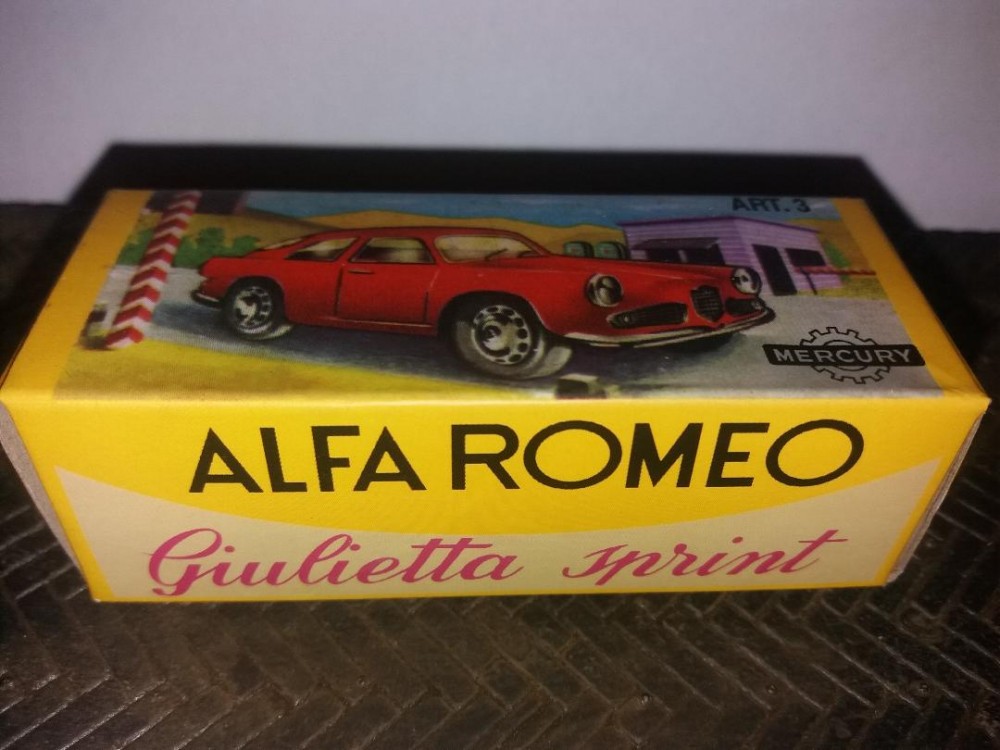 ART. 3
MERCURY
ALFA ROMEO
Giulietta sprint